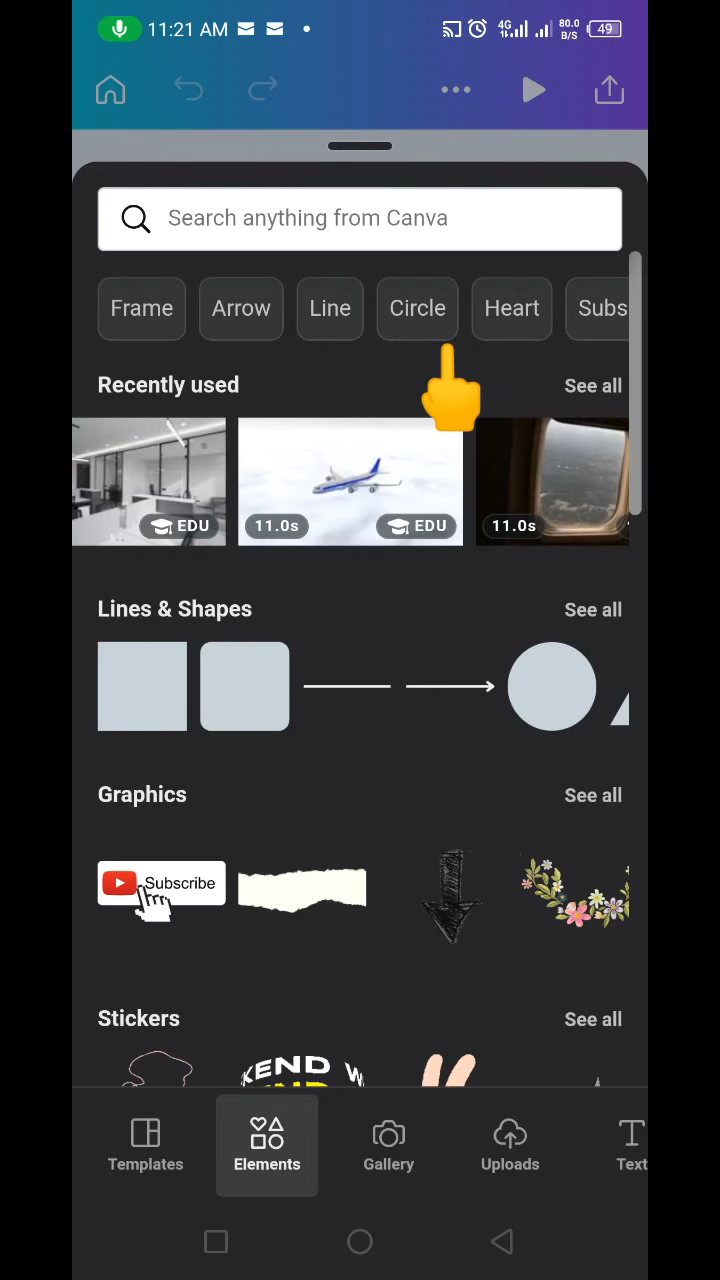 11:21 AM
4G
80.0 B/S
49
Search anything from Canva
Frame
Arrow
Line
Circle
Heart
Subs
Recently used
See all
EDU
11.0s
EDU
11.0s
Lines & Shapes
See all
Graphics
See all
Subscribe
Stickers
See all
KEND
Templates
Elements
Gallery
Uploads
Text